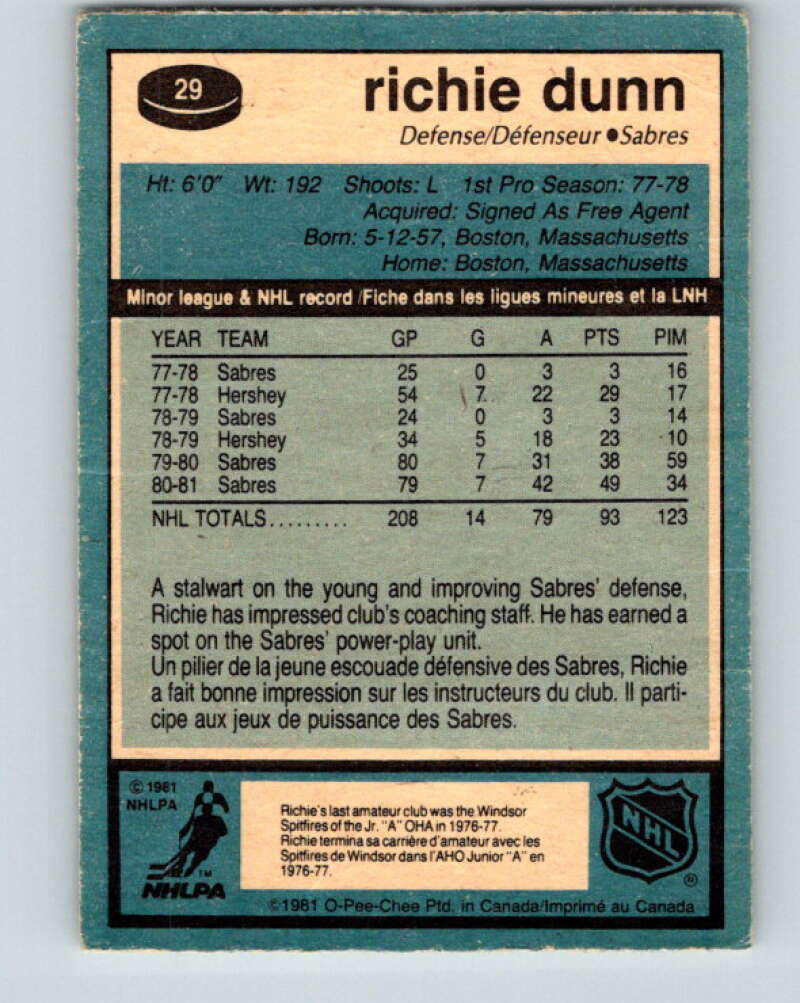 29
richie dunn
Defense/Défenseur ●Sabres
Ht: 6'0" Wt: 192 Shoots: L 1st Pro Season: 77-78
Acquired: Signed As Free Agent
Born: 5-12-57, Boston, Massachusetts
Home: Boston, Massachusetts
Minor league & NHL record /Fiche dans les ligues mineures et la LNH
YEAR TEAM GP G A PTS PIM
77-78 Sabres 25 0 3 3 16
77-78 Hershey 54 7 22 29 17
78-79 Sabres 24 0 3 3 14
78-79 Hershey 34 5 18 23 10
79-80 Sabres 80 7 31 38 59
80-81 Sabres 79 7 42 49 34
NHL TOTALS......... 208 14 79 93 123
A stalwart on the young and improving Sabres' defense,
Richie has impressed club's coaching staff. He has earned a
spot on the Sabres' power-play unit.
Un pilier de la jeune escouade défensive des Sabres, Richie
a fait bonne impression sur les instructeurs du club. Il parti-
cipe aux jeux de puissance des Sabres.
© 1981
NHLPA
TM
NHLPA
Richie's last amateur club was the Windsor
Spitfires of the Jr. "A" OHA in 1976-77.
Richie termina sa carrière d'amateur avec les
Spitfires de Windsor dans l'AHO Junior "A" en
1976-77.
NHL
®
©1981 O-Pee-Chee Ptd. in Canada/Imprimé au Canada